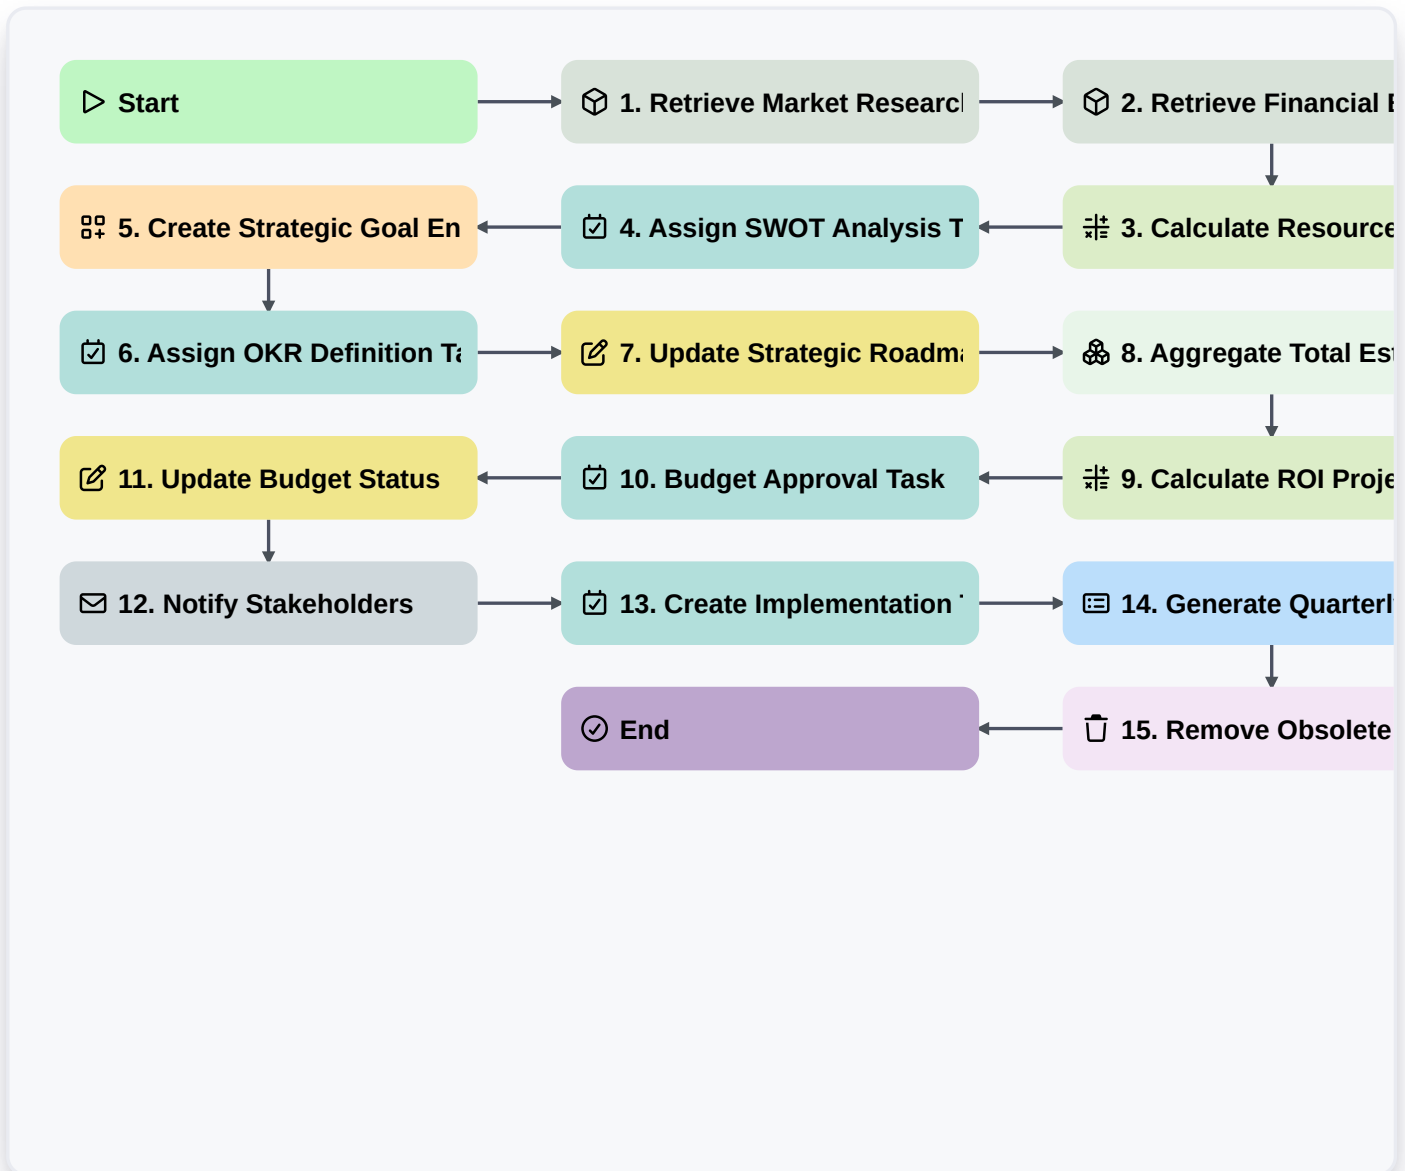 Start
1. Retrieve Market Research
2. Retrieve Financial
5. Create Strategic Goal En
4. Assign SWOT Analysis T
3. Calculate Resource
6. Assign OKR Definition Ta
7. Update Strategic Roadma
8. Aggregate Total Est
11. Update Budget Status
10. Budget Approval Task
9. Calculate ROI Proje
12. Notify Stakeholders
13. Create Implementation T
14. Generate Quarterly
End
15. Remove Obsolete